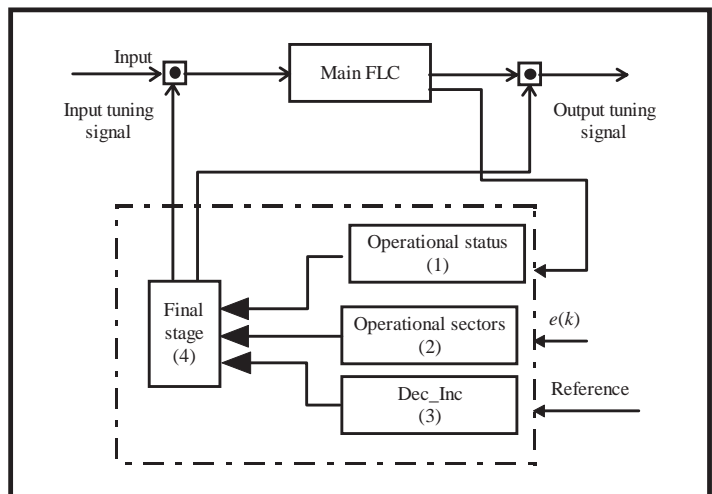 Input
Main FLC
Input tuning
signal
Output tuning
signal
Operational status
(1)
Final
stage
(4)
Operational sectors
(2)
e(k)
Dec_Inc
(3)
Reference